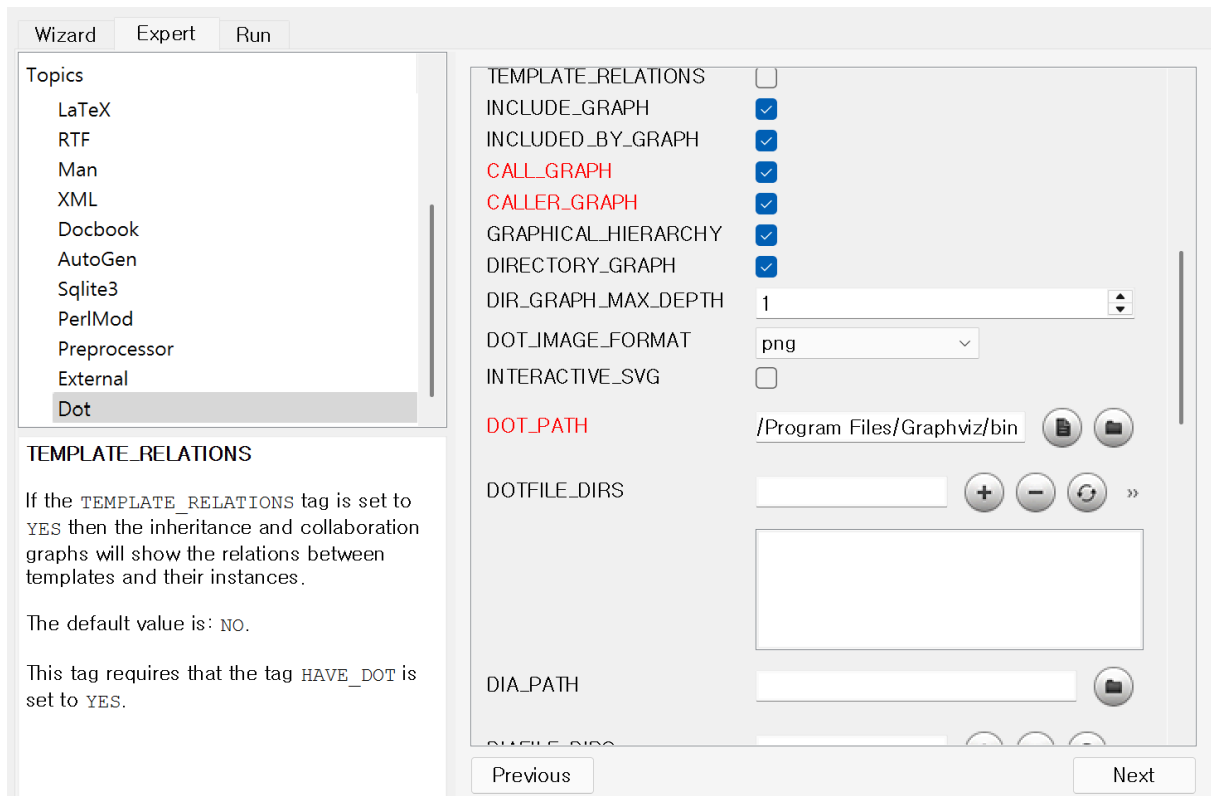 Wizard
Expert
Run
Topics
LaTeX
RTF
Man
XML
Docbook
AutoGen
Sqlite3
PerlMod
Preprocessor
External
Dot
TEMPLATE_RELATIONS
If the TEMPLATE_RELATIONS tag is set to
YES then the inheritance and collaboration
graphs will show the relations between
templates and their instances.
The default value is: NO.
This tag requires that the tag HAVE_DOT is
set to YES.
TEMPLATE_RELATIONS
INCLUDE_GRAPH
INCLUDED_BY_GRAPH
CALL_GRAPH
CALLER_GRAPH
GRAPHICAL_HIERARCHY
DIRECTORY_GRAPH
DIR_GRAPH_MAX_DEPTH 1
DOT_IMAGE_FORMAT png
INTERACTIVE_SVG
DOT_PATH /Program Files/Graphviz/bin
DOTFILE_DIRS »
DIA_PATH
Previous
Next